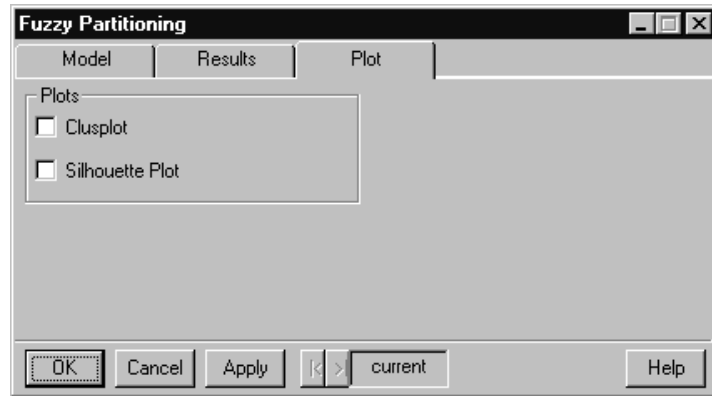 Fuzzy Partitioning
Model Results Plot
Plots
Clusplot
Silhouette Plot
OK Cancel Apply current Help